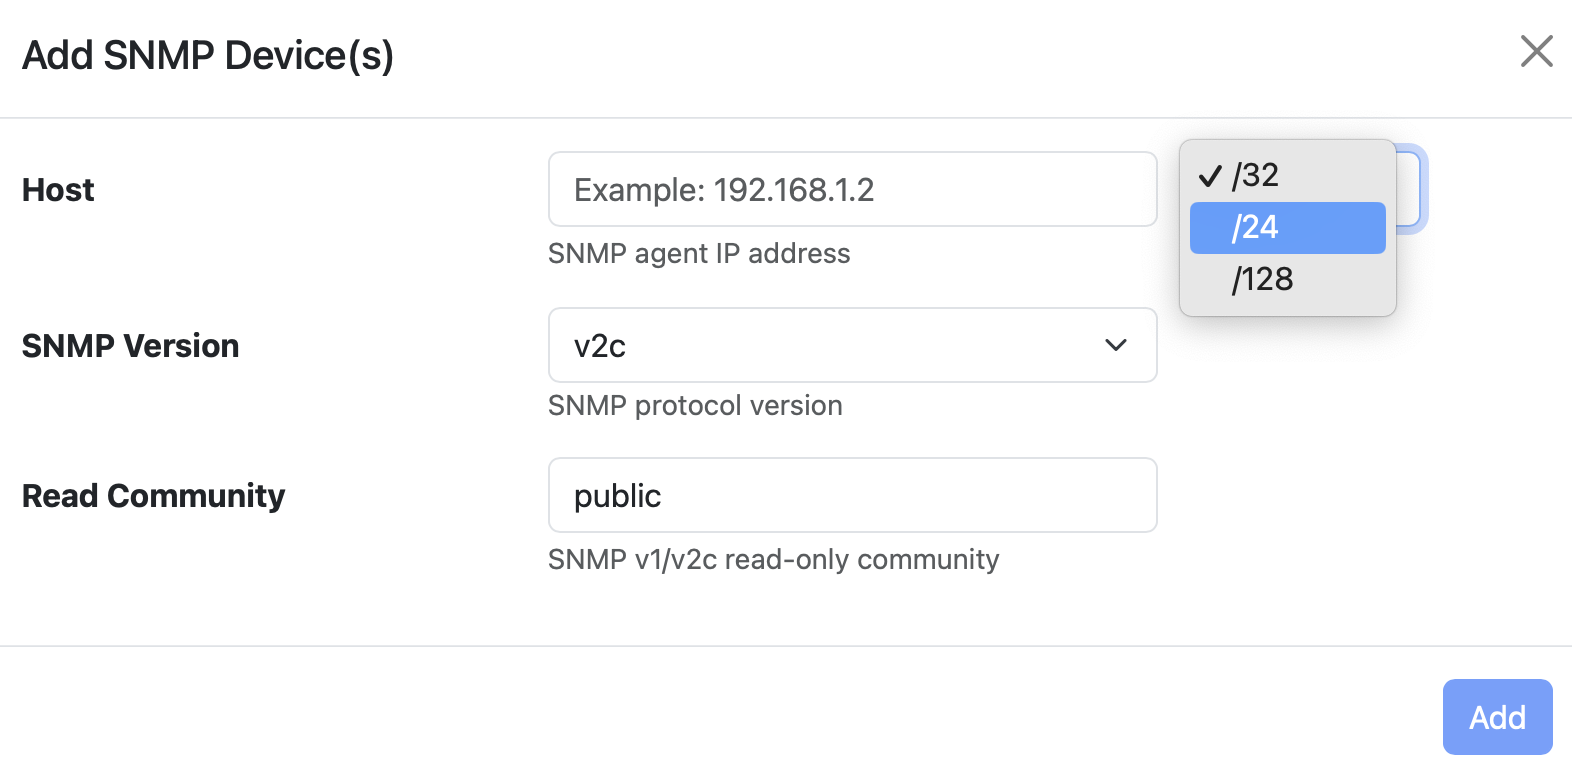 Add SNMP Device(s)
Host
Example: 192.168.1.2
/32
/24
/128
SNMP agent IP address
SNMP Version
v2c
SNMP protocol version
Read Community
public
SNMP v1/v2c read-only community
Add